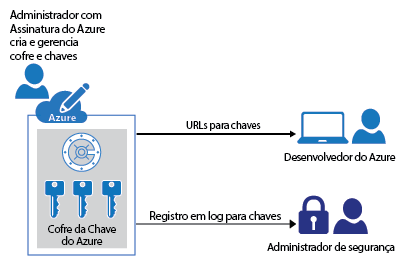 Administrador com
Assinatura do Azure
cria e gerencia
cofre e chaves
Azure
URLs para chaves
Desenvolvedor do Azure
Registro em log para chaves
Cofre da Chave
do Azure
Administrador de segurança